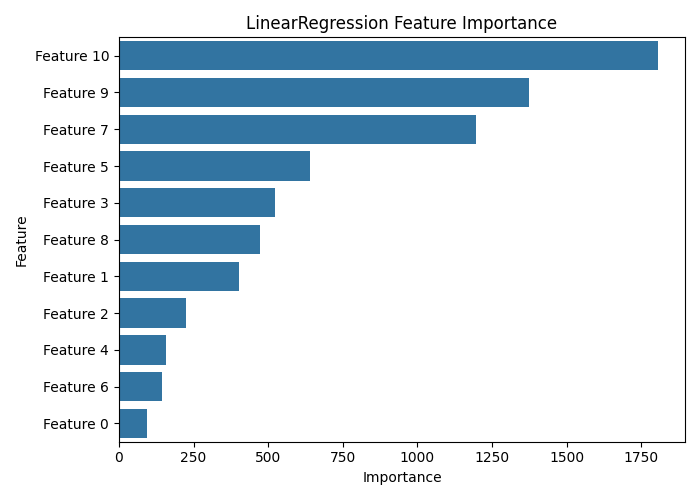 LinearRegression Feature Importance
Feature 10
Feature 9
Feature 7
Feature 5
Feature 3
Feature 8
Feature 1
Feature 2
Feature 4
Feature 6
Feature 0
Feature
0 250 500 750 1000 1250 1500 1750
Importance